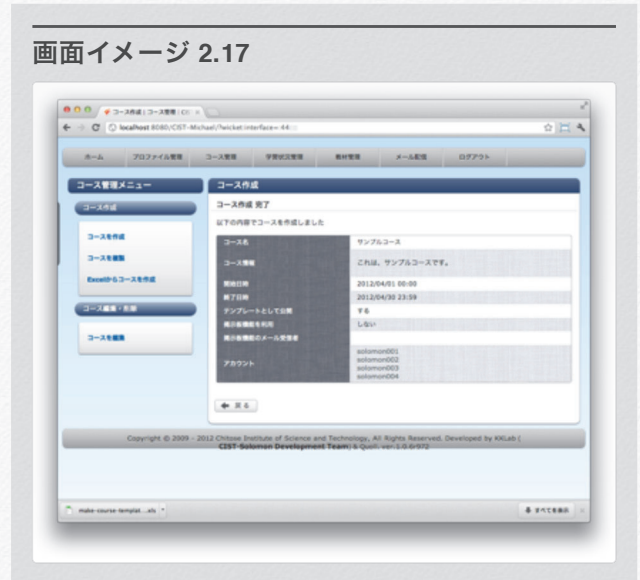 画面イメージ 2.17
コース作成 | コース管理 | CI
localhost:8080/CIST-Michael/?wicket:interface=:44:::
ホーム プロファイル管理 コース管理 学習状況管理 教材管理 メール配信 ログアウト
コース管理メニュー
コース作成
コースを作成
コースを複製
Excelからコースを作成
コース編集・削除
コースを編集
コース作成
コース作成 完了
以下の内容でコースを作成しました
コース名 サンプルコース
コース情報 これは、サンプルコースです。
開始日時 2012/04/01 00:00
終了日時 2012/04/30 23:59
テンプレートとして公開 する
掲示板機能を利用 しない
掲示板機能のメール受信者
アカウント
solomon001
solomon002
solomon003
solomon004
戻る
Copyright © 2009 - 2012 Chitose Institute of Science and Technology, All Rights Reserved. Developed by KKLab (
CIST-Solomon Development Team) & Quoli. ver.1.0.0r972
make-course-templat....xls
すべてを表示